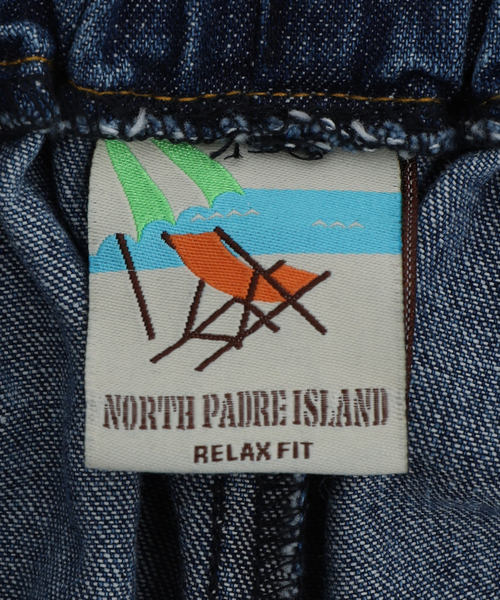 NORTH PADRE ISLAND
RELAX FIT